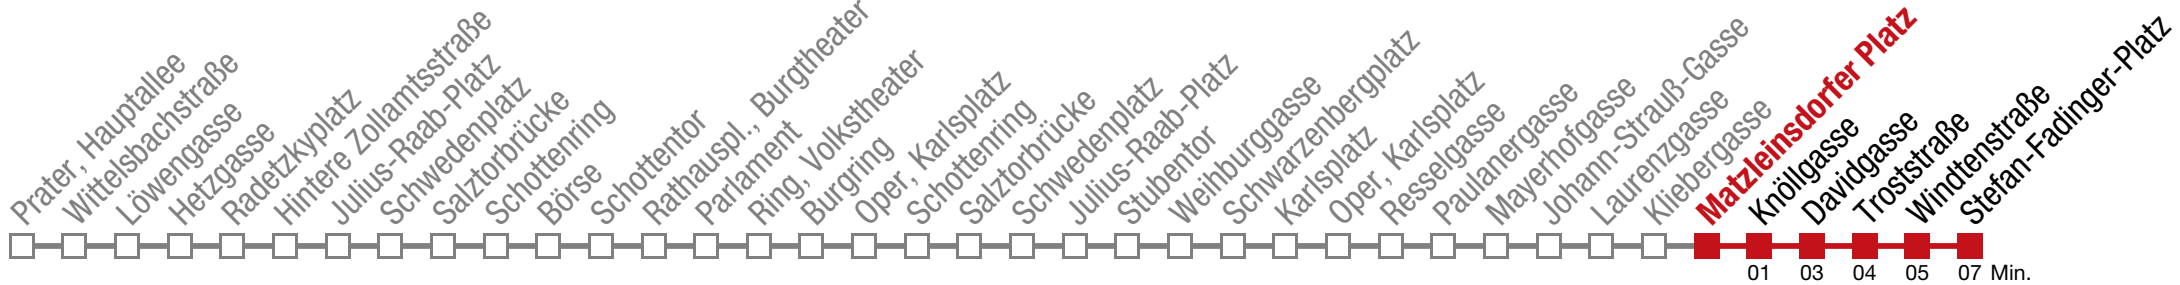 Prater, Hauptallee
Wittelsbachstraße
Löwengasse
Hetzgasse
Radetzkyplatz
Hintere Zollamtsstraße
Julius-Raab-Platz
Schwedenplatz
Salztorbrücke
Schottenring
Börse
Schottentor
Rathauspl., Burgtheater
Parlament
Ring, Volkstheater
Burgring
Oper, Karlsplatz
Schottenring
Salztorbrücke
Schwedenplatz
Julius-Raab-Platz
Stubentor
Weihburggasse
Schwarzenbergplatz
Karlsplatz
Oper, Karlsplatz
Resselgasse
Paulanergasse
Mayerhofgasse
Johann-Strauß-Gasse
Laurenzgasse
Kliebergasse
Matzleinsdorfer Platz
Knöllgasse
Davidgasse
Troststraße
Windtenstraße
Stefan-Fadinger-Platz
01 03 04 05 07 Min.